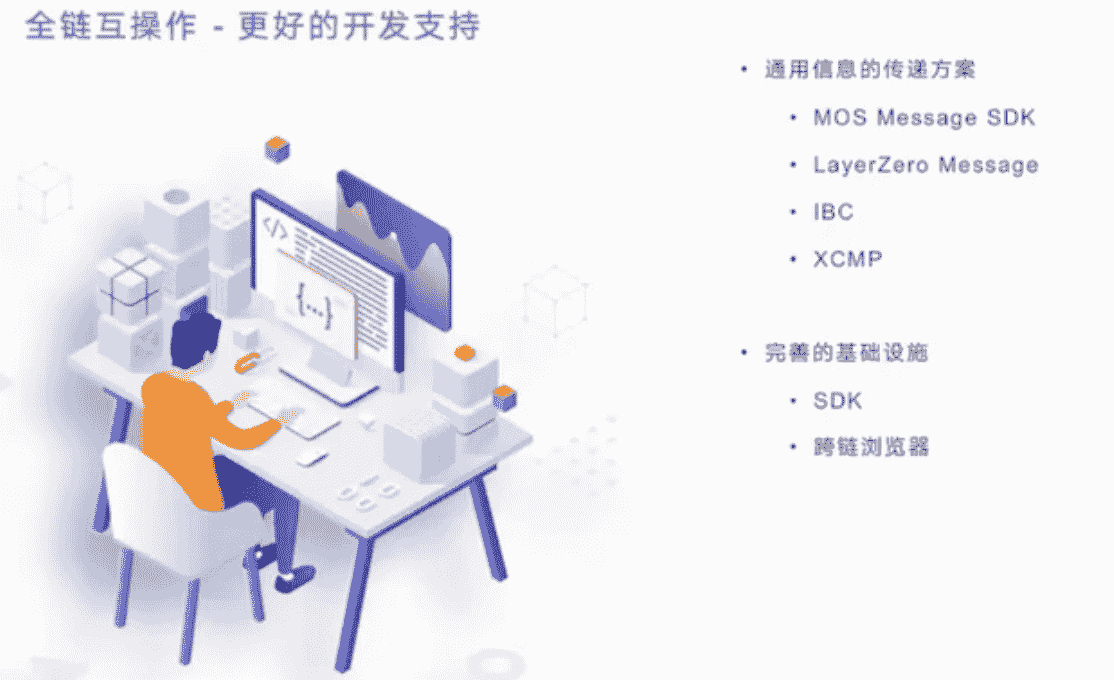 全链互操作 - 更好的开发支持
• 通用信息的传递方案
• MOS Message SDK
• LayerZero Message
• IBC
• XCMP
• 完善的基础设施
• SDK
• 跨链浏览器
</>
{...}